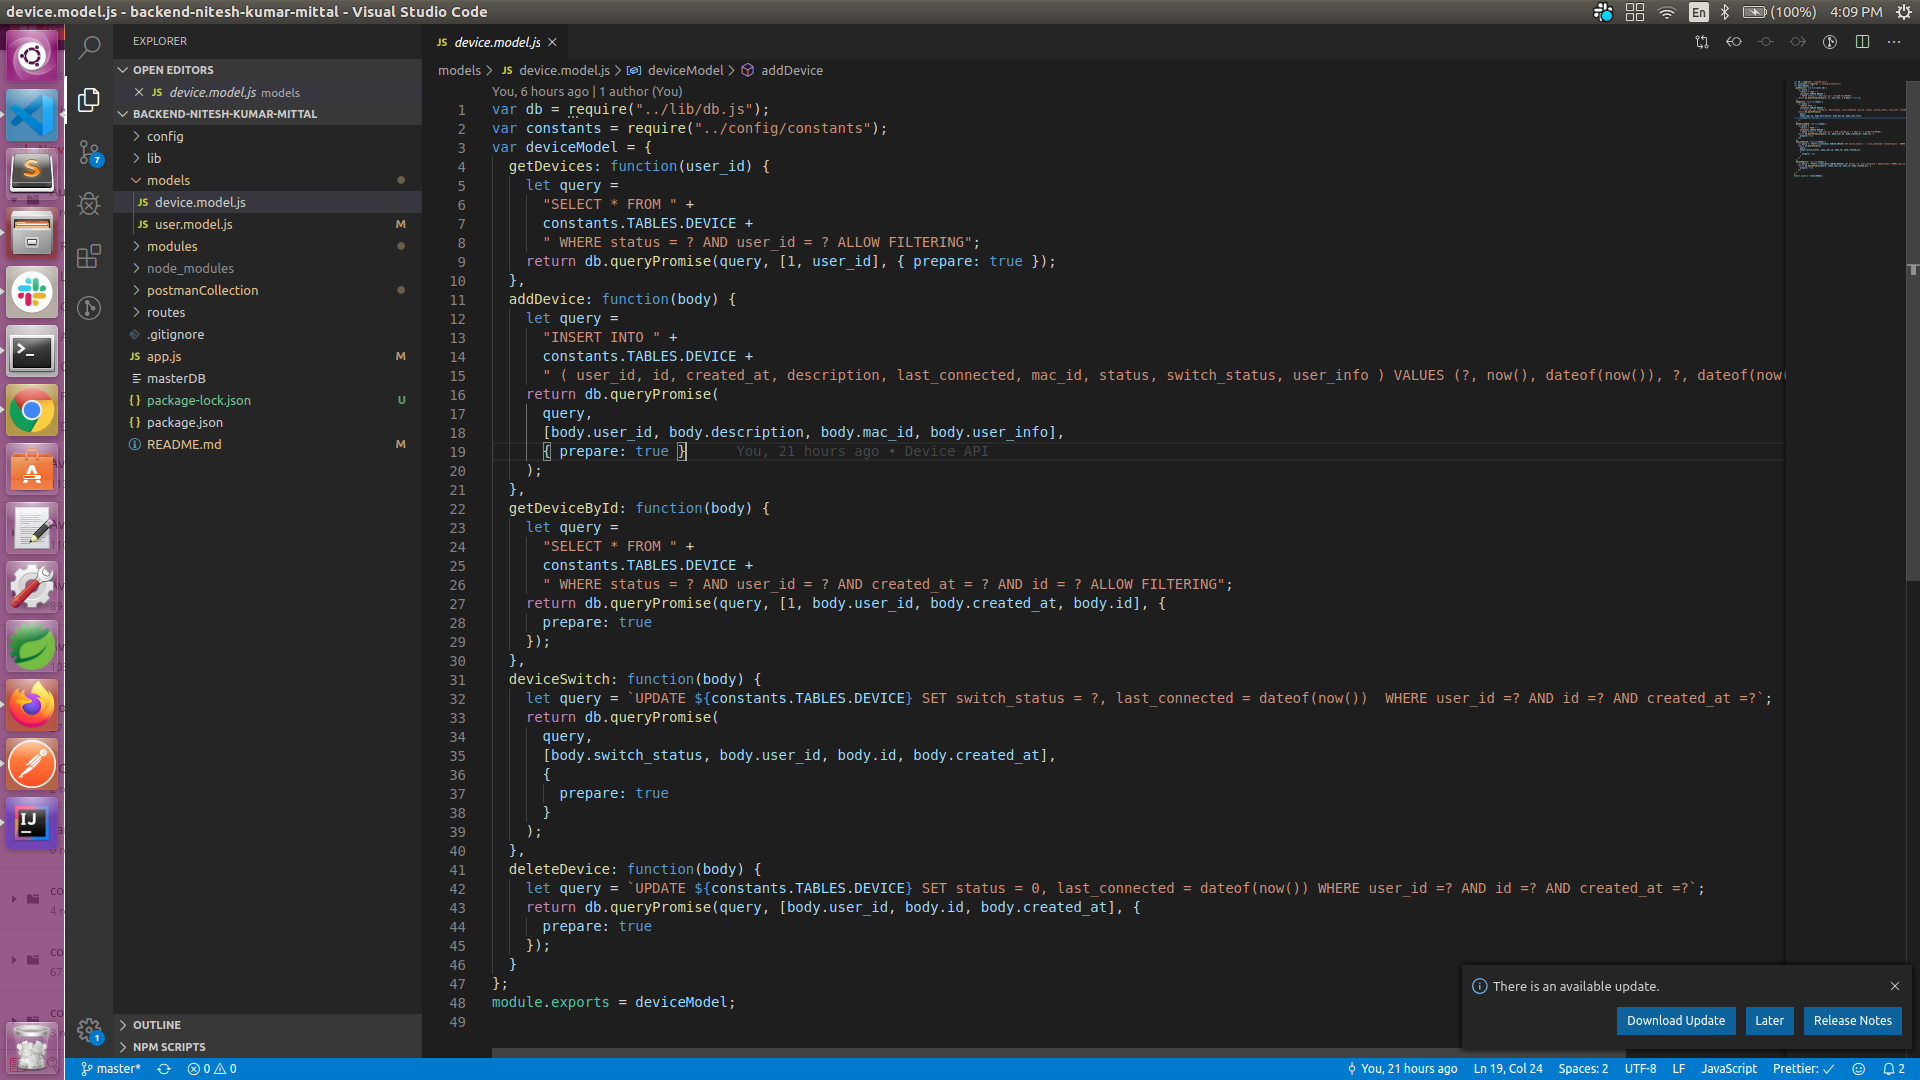 device.model.js - backend-nitesh-kumar-mittal - Visual Studio Code
En (100%) 4:09 PM
EXPLORER
OPEN EDITORS
JS device.model.js models
BACKEND-NITESH-KUMAR-MITTAL
config
lib
models
JS device.model.js
JS user.model.js M
modules
node_modules
postmanCollection
routes
.gitignore
JS app.js M
masterDB
{} package-lock.json U
{} package.json
README.md M
OUTLINE
NPM SCRIPTS
7
1
JS device.model.js
models > JS device.model.js > deviceModel > addDevice
You, 6 hours ago | 1 author (You)
1 var db = require("../lib/db.js");
2 var constants = require("../config/constants");
3 var deviceModel = {
4 getDevices: function(user_id) {
5 let query =
6 "SELECT * FROM " +
7 constants.TABLES.DEVICE +
8 " WHERE status = ? AND user_id = ? ALLOW FILTERING";
9 return db.queryPromise(query, [1, user_id], { prepare: true });
10 },
11 addDevice: function(body) {
12 let query =
13 "INSERT INTO " +
14 constants.TABLES.DEVICE +
15 " ( user_id, id, created_at, description, last_connected, mac_id, status, switch_status, user_info ) VALUES (?, now(), dateof(now()), ?, dateof(now(
16 return db.queryPromise(
17 query,
18 [body.user_id, body.description, body.mac_id, body.user_info],
19 { prepare: true } You, 21 hours ago • Device API
20 );
21 },
22 getDeviceById: function(body) {
23 let query =
24 "SELECT * FROM " +
25 constants.TABLES.DEVICE +
26 " WHERE status = ? AND user_id = ? AND created_at = ? AND id = ? ALLOW FILTERING";
27 return db.queryPromise(query, [1, body.user_id, body.created_at, body.id], {
28 prepare: true
29 });
30 },
31 deviceSwitch: function(body) {
32 let query = `UPDATE ${constants.TABLES.DEVICE} SET switch_status = ?, last_connected = dateof(now())  WHERE user_id =? AND id =? AND created_at =?`;
33 return db.queryPromise(
34 query,
35 [body.switch_status, body.user_id, body.id, body.created_at],
36 {
37 prepare: true
38 }
39 );
40 },
41 deleteDevice: function(body) {
42 let query = `UPDATE ${constants.TABLES.DEVICE} SET status = 0, last_connected = dateof(now()) WHERE user_id =? AND id =? AND created_at =?`;
43 return db.queryPromise(query, [body.user_id, body.id, body.created_at], {
44 prepare: true
45 });
46 }
47 };
48 module.exports = deviceModel;
49
There is an available update.
Download Update Later Release Notes
master* 0 0 You, 21 hours ago Ln 19, Col 24 Spaces: 2 UTF-8 LF JavaScript Prettier: ✓ 2